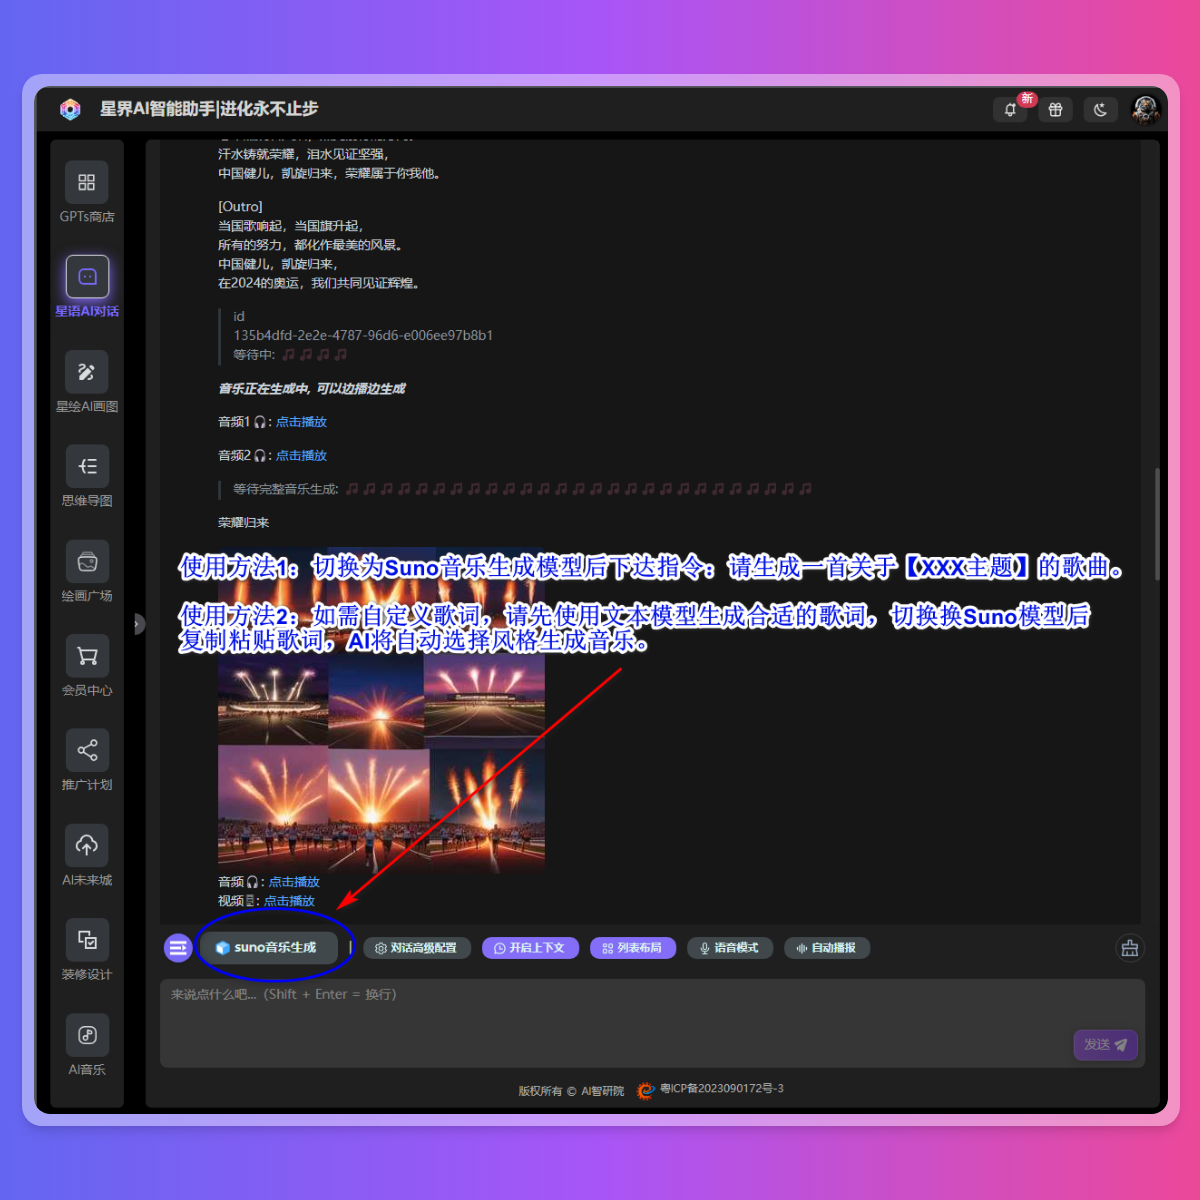 星界AI智能助手|进化永不止步
新
GPTs商店
星语AI对话
星绘AI画图
思维导图
绘画广场
会员中心
推广计划
AI未来城
装修设计
AI音乐
汗水铸就荣耀，泪水见证坚强，
中国健儿，凯旋归来，荣耀属于你我他。
[Outro]
当国歌响起，当国旗升起，
所有的努力，都化作最美的风景。
中国健儿，凯旋归来，
在2024的奥运，我们共同见证辉煌。
id
135b4dfd-2e2e-4787-96d6-e006ee97b8b1
等待中: 🎵🎵🎵🎵
音乐正在生成中, 可以边播边生成
音频1🎧: 点击播放
音频2🎧: 点击播放
等待完整音乐生成: 🎵🎵🎵🎵🎵🎵🎵🎵🎵🎵🎵🎵🎵🎵🎵🎵🎵🎵🎵🎵🎵🎵🎵🎵🎵🎵🎵
荣耀归来
使用方法1：切换为Suno音乐生成模型后下达指令：请生成一首关于【XXX主题】的歌曲。
使用方法2：如需自定义歌词，请先使用文本模型生成合适的歌词，切换换Suno模型后
复制粘贴歌词，AI将自动选择风格生成音乐。
音频🎧: 点击播放
视频🎚: 点击播放
suno音乐生成 对话高级配置 开启上下文 列表布局 语音模式 自动播报
来说点什么吧... (Shift + Enter = 换行)
发送
版权所有 © AI智研院 粤ICP备2023090172号-3